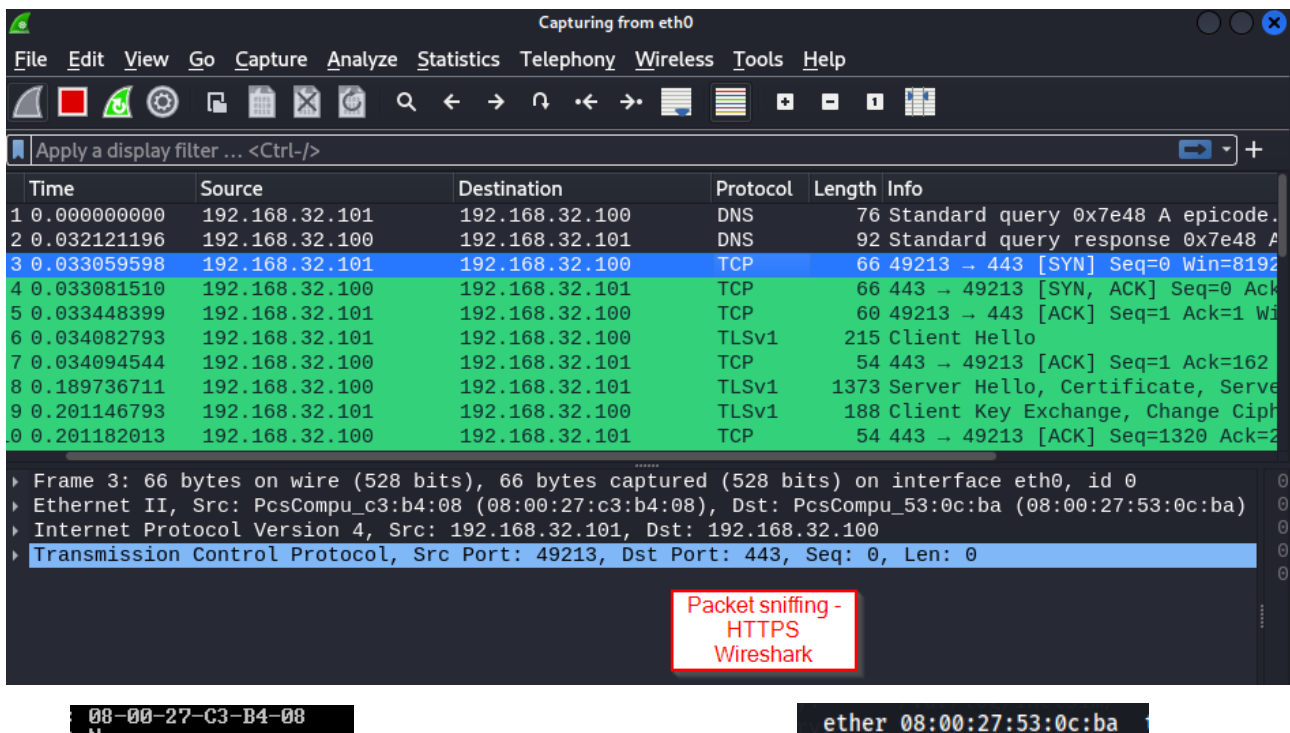 Capturing from eth0
File Edit View Go Capture Analyze Statistics Telephony Wireless Tools Help
Apply a display filter … <Ctrl-/>
Time Source Destination Protocol Length Info
1 0.000000000 192.168.32.101 192.168.32.100 DNS 76 Standard query 0x7e48 A epicode.
2 0.032121196 192.168.32.100 192.168.32.101 DNS 92 Standard query response 0x7e48 A
3 0.033059598 192.168.32.101 192.168.32.100 TCP 66 49213 → 443 [SYN] Seq=0 Win=8192
4 0.033081510 192.168.32.100 192.168.32.101 TCP 66 443 → 49213 [SYN, ACK] Seq=0 Ack
5 0.033448399 192.168.32.101 192.168.32.100 TCP 60 49213 → 443 [ACK] Seq=1 Ack=1 Wi
6 0.034082793 192.168.32.101 192.168.32.100 TLSv1 215 Client Hello
7 0.034094544 192.168.32.100 192.168.32.101 TCP 54 443 → 49213 [ACK] Seq=1 Ack=162
8 0.189736711 192.168.32.100 192.168.32.101 TLSv1 1373 Server Hello, Certificate, Serve
9 0.201146793 192.168.32.101 192.168.32.100 TLSv1 188 Client Key Exchange, Change Ciph
.0 0.201182013 192.168.32.100 192.168.32.101 TCP 54 443 → 49213 [ACK] Seq=1320 Ack=2
Frame 3: 66 bytes on wire (528 bits), 66 bytes captured (528 bits) on interface eth0, id 0
Ethernet II, Src: PcsCompu_c3:b4:08 (08:00:27:c3:b4:08), Dst: PcsCompu_53:0c:ba (08:00:27:53:0c:ba)
Internet Protocol Version 4, Src: 192.168.32.101, Dst: 192.168.32.100
Transmission Control Protocol, Src Port: 49213, Dst Port: 443, Seq: 0, Len: 0
0
0
0
0
0
Packet sniffing -
HTTPS
Wireshark
: 08-00-27-C3-B4-08
ether 08:00:27:53:0c:ba